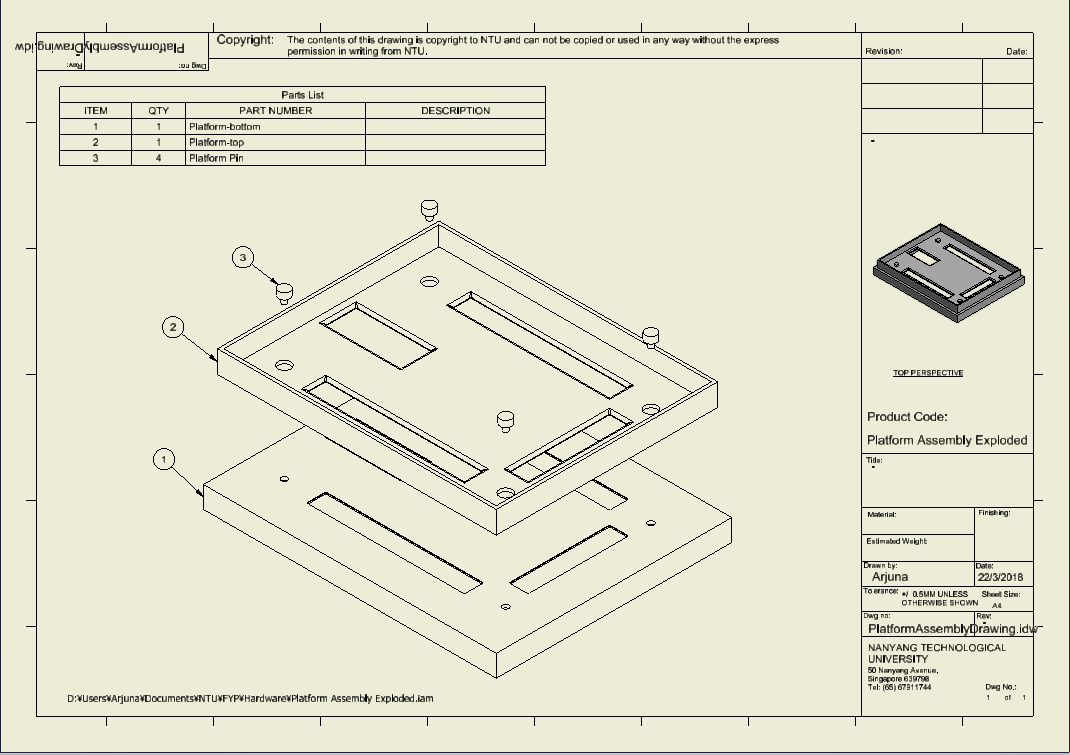 PlatformAssemblyDrawing.idw
Rev:
Dwg no:
Copyright: The contents of this drawing is copyright to NTU and can not be copied or used in any way without the express
permission in writing from NTU.
Revision: Date:
Parts List
ITEM QTY PART NUMBER DESCRIPTION
1 1 Platform-bottom
2 1 Platform-top
3 4 Platform Pin
3
2
1
TOP PERSPECTIVE
Product Code:
Platform Assembly Exploded
Title:
-
Material: Finishing:
Estimated Weight:
Drawn by: Date:
Arjuna 22/3/2018
To erance: +/ 0.5MM UNLESS Sheet Size:
OTHERWISE SHOWN A4
Dwg no: Rev:
PlatformAssemblyDrawing.idw
NANYANG TECHNOLOGICAL
UNIVERSITY
50 Nanyang Avenue,
Singapore 639798
Tel: (65) 67911744
Dwg No.:
1 of 1
D:¥Users¥Arjuna¥Documents¥NTU¥FYP¥Hardware¥Platform Assembly Exploded.iam